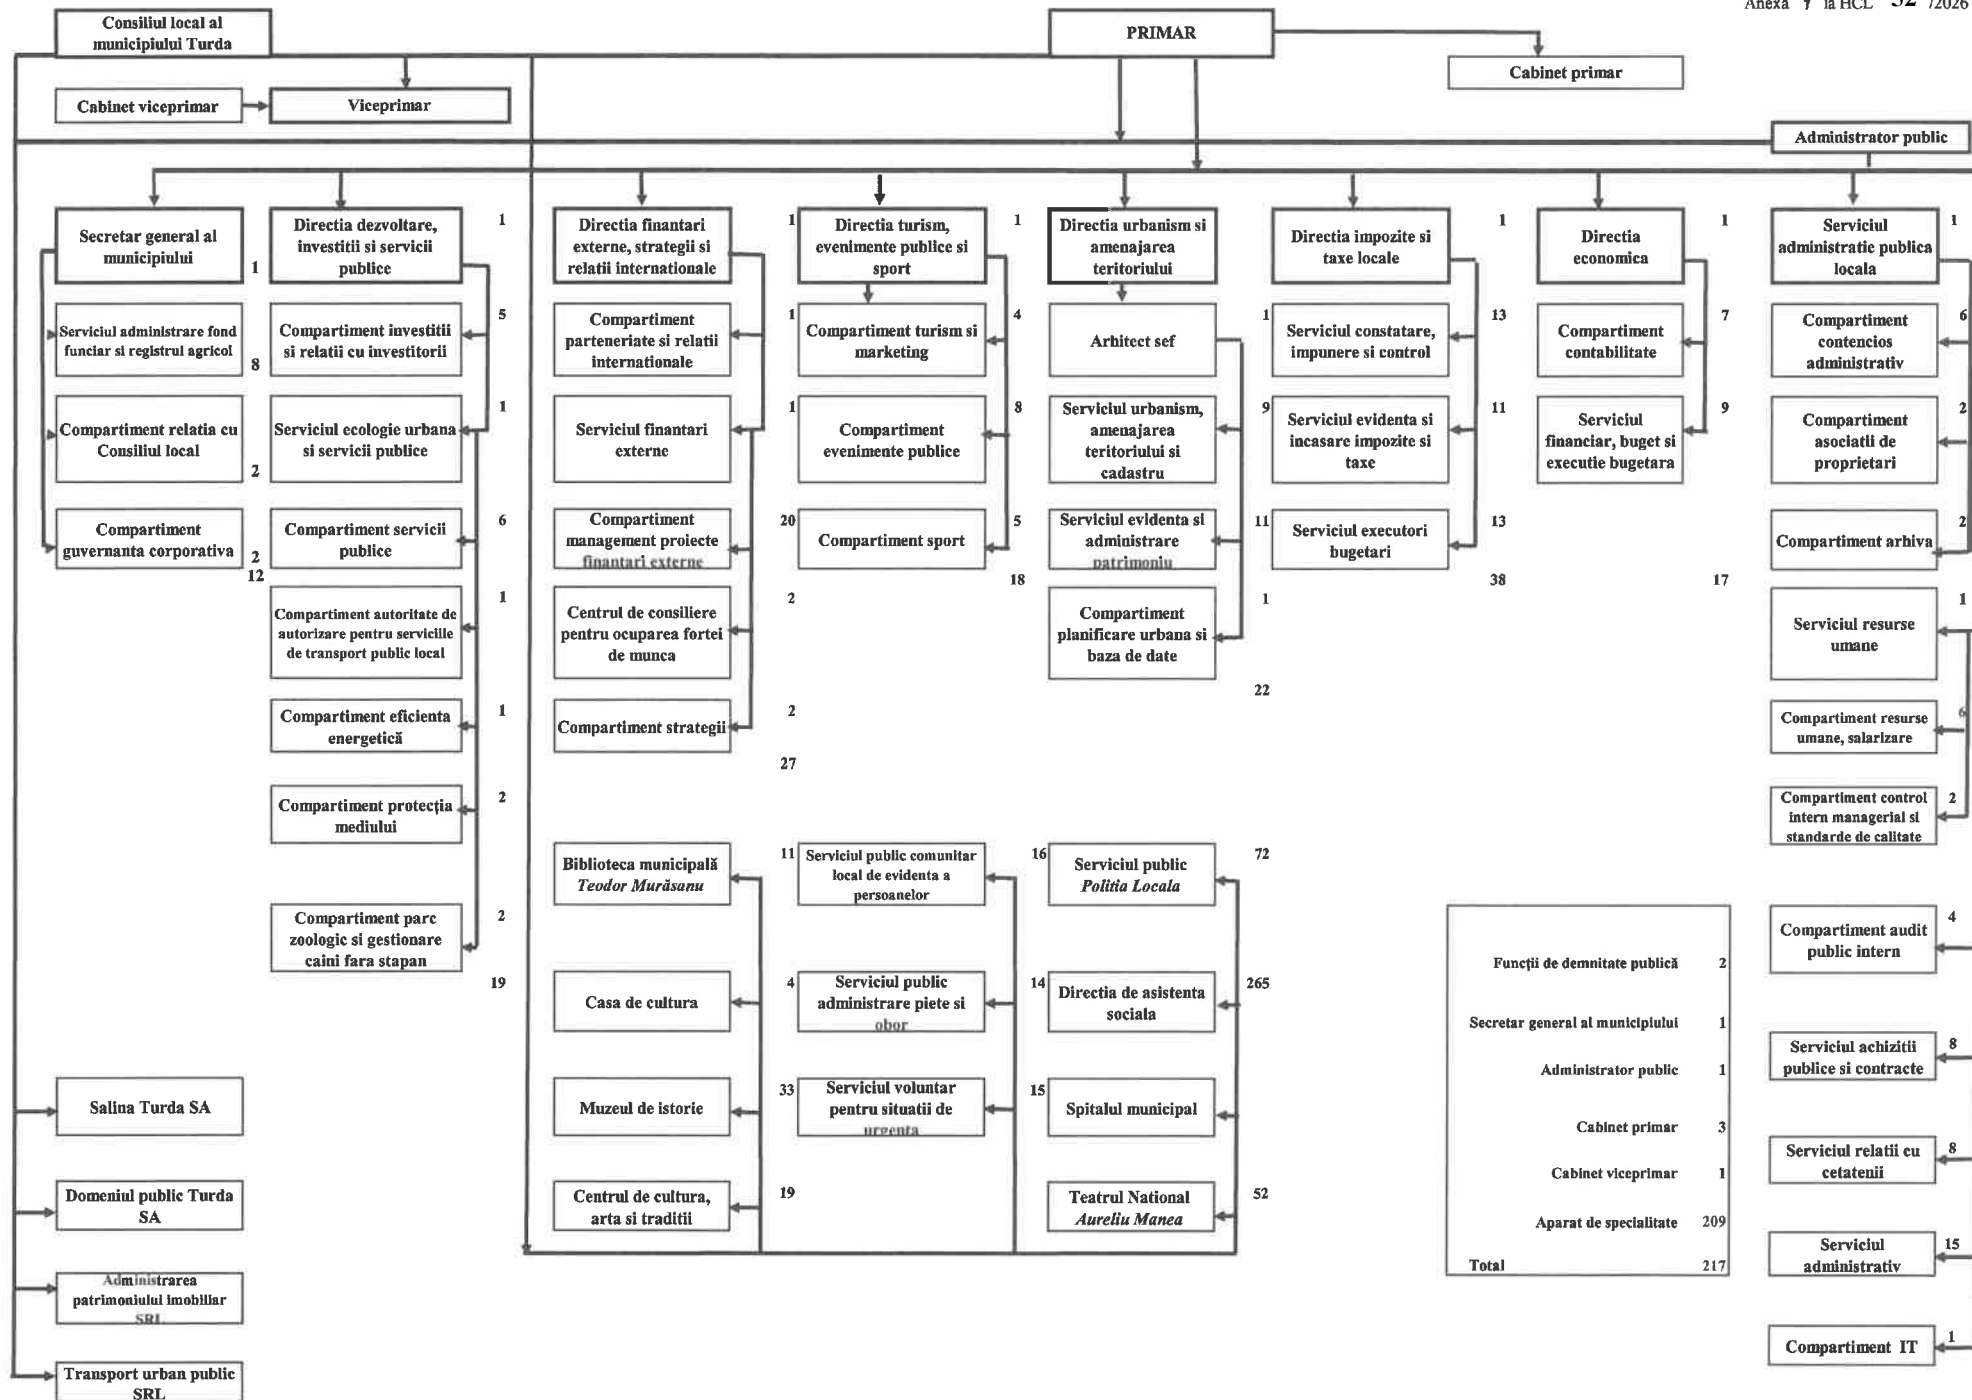 Anexa la HCL 32 /2026
Consiliul local al
municipiului Turda
PRIMAR
Cabinet primar
Cabinet viceprimar
Viceprimar
Administrator public
Secretar general al
municipiului
1
Serviciul administrare fond
funciar si registrul agricol
8
Compartiment relatia cu
Consiliul local
2
Compartiment
guvernanta corporativa
2
12
Directia dezvoltare,
investitii si servicii
publice
1
Compartiment investitii
si relatii cu investitorii
5
Serviciul ecologie urbana
si servicii publice
1
Compartiment servicii
publice
6
Compartiment autoritate de
autorizare pentru serviciile
de transport public local
1
Compartiment eficienta
energetică
1
Compartiment protecția
mediului
2
Compartiment parc
zoologic si gestionare
caini fara stapan
2
19
Directia finantari
externe, strategii si
relatii internationale
1
Compartiment
parteneriate si relatii
internationale
1
Serviciul finantari
externe
1
Compartiment
management proiecte
finantari externe
20
Centrul de consiliere
pentru ocuparea fortei
de munca
2
Compartiment strategii
2
27
Directia turism,
evenimente publice si
sport
1
Compartiment turism si
marketing
4
Compartiment
evenimente publice
8
Compartiment sport
5
18
Directia urbanism si
amenajarea
teritoriului
Arhitect sef
1
Serviciul urbanism,
amenajarea
teritoriului si
cadastru
9
Serviciul evidenta si
administrare
patrimoniu
11
Compartiment
planificare urbana si
baza de date
1
22
Directia impozite si
taxe locale
1
Serviciul constatare,
impunere si control
13
Serviciul evidenta si
incasare impozite si
taxe
11
Serviciul executori
bugetari
13
38
Directia
economica
1
Compartiment
contabilitate
7
Serviciul
financiar, buget si
executie bugetara
9
17
Serviciul
administratie publica
locala
1
Compartiment
contencios
administrativ
6
Compartiment
asociatii de
proprietari
2
Compartiment arhiva
2
Serviciul resurse
umane
1
Compartiment resurse
umane, salarizare
6
Compartiment control
intern managerial si
standarde de calitate
2
Compartiment audit
public intern
4
Serviciul achizitii
publice si contracte
8
Serviciul relatii cu
cetatenii
8
Serviciul
administrativ
15
Compartiment IT
1
Biblioteca municipală
Teodor Murăsanu
11
Casa de cultura
4
Muzeul de istorie
33
Centrul de cultura,
arta si traditii
19
Serviciul public comunitar
local de evidenta a
persoanelor
16
Serviciul public
administrare piete si
obor
14
Serviciul voluntar
pentru situatii de
urgenta
15
Serviciul public
Politia Locala
72
Directia de asistenta
sociala
265
Spitalul municipal
Teatrul National
Aureliu Manea
52
Funcții de demnitate publică 2
Secretar general al municipiului 1
Administrator public 1
Cabinet primar 3
Cabinet viceprimar 1
Aparat de specialitate 209
Total 217
Salina Turda SA
Domeniul public Turda
SA
Administrarea
patrimoniului imobiliar
SRL
Transport urban public
SRL